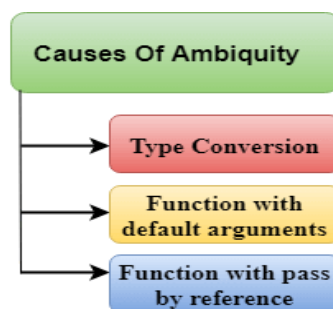 Causes Of Ambiquity
Type Conversion
Function with
default arguments
Function with pass
by reference